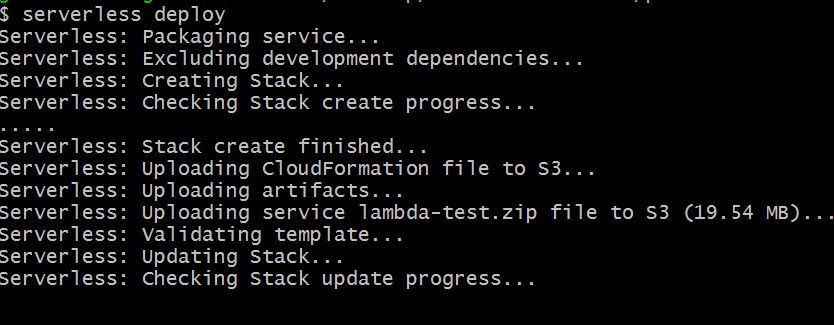 $ serverless deploy
Serverless: Packaging service...
Serverless: Excluding development dependencies...
Serverless: Creating Stack...
Serverless: Checking Stack create progress...
.....
Serverless: Stack create finished...
Serverless: Uploading CloudFormation file to S3...
Serverless: Uploading artifacts...
Serverless: Uploading service lambda-test.zip file to S3 (19.54 MB)...
Serverless: Validating template...
Serverless: Updating Stack...
Serverless: Checking Stack update progress...